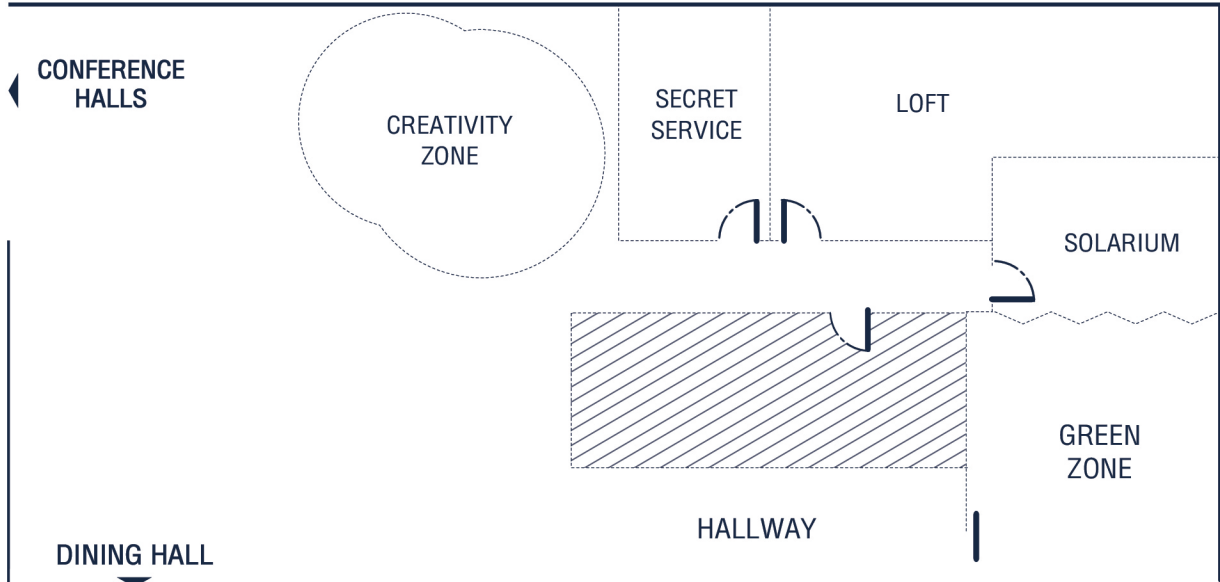 CONFERENCE
HALLS
CREATIVITY
ZONE
SECRET
SERVICE
LOFT
SOLARIUM
GREEN
ZONE
HALLWAY
DINING HALL